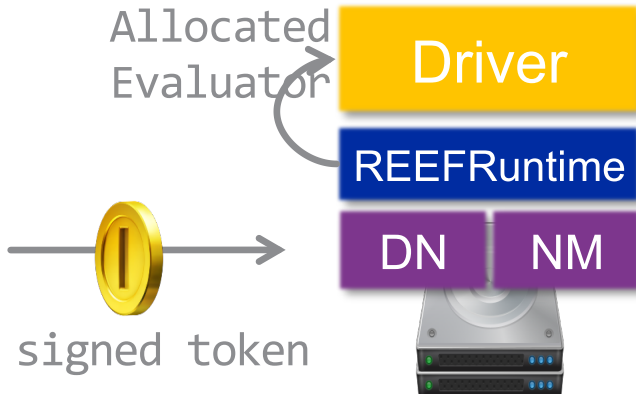 Allocated
Evaluator
Driver
REEFRuntime
DN
NM
signed token